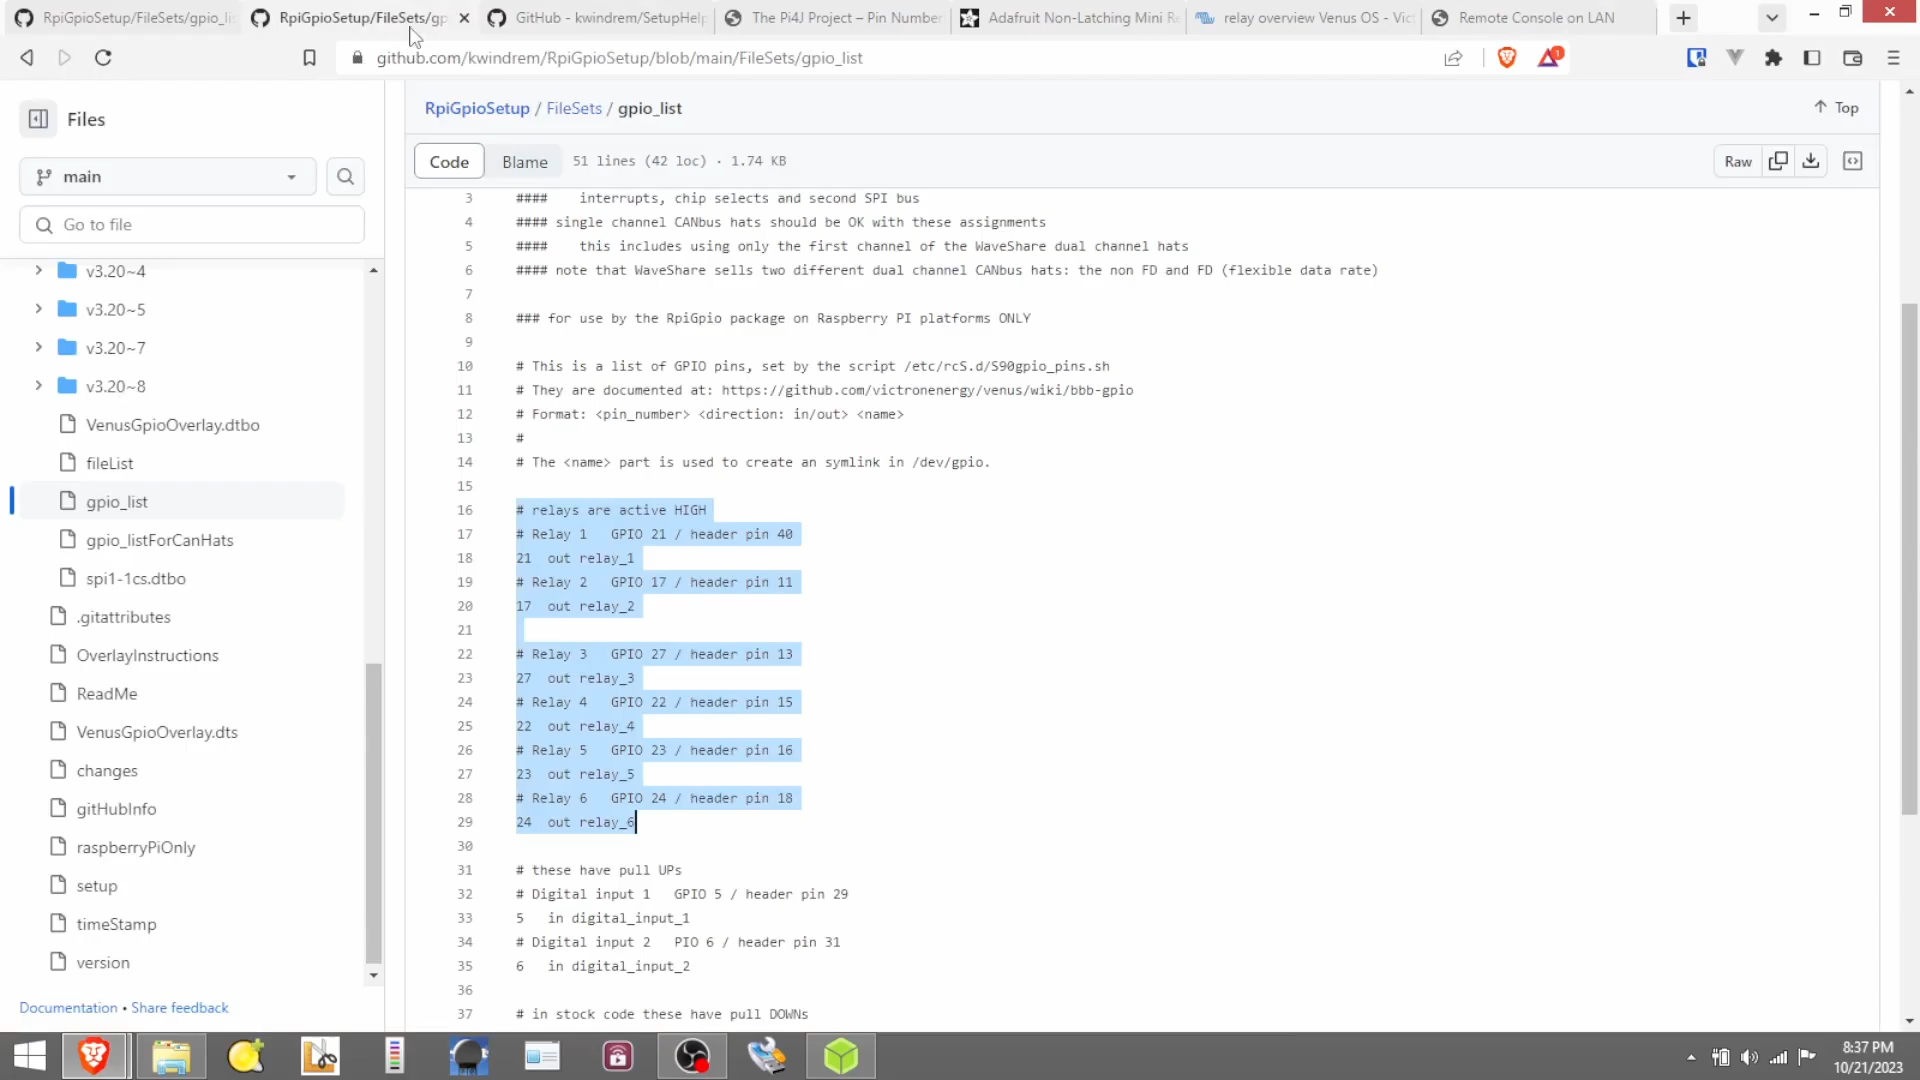 RpiGpioSetup/FileSets/gpio_li
RpiGpioSetup/FileSets/gp
GitHub - kwindrem/SetupHelp
The Pi4J Project – Pin Number
Adafruit Non-Latching Mini Re
relay overview Venus OS - Vic
Remote Console on LAN
github.com/kwindrem/RpiGpioSetup/blob/main/FileSets/gpio_list
1
Files
main
Go to file
v3.20~4
v3.20~5
v3.20~7
v3.20~8
VenusGpioOverlay.dtbo
fileList
gpio_list
gpio_listForCanHats
spi1-1cs.dtbo
.gitattributes
OverlayInstructions
ReadMe
VenusGpioOverlay.dts
changes
gitHubInfo
raspberryPiOnly
setup
timeStamp
version
Documentation • Share feedback
RpiGpioSetup / FileSets / gpio_list
Top
Code Blame 51 lines (42 loc) · 1.74 KB
Raw
3 #### interrupts, chip selects and second SPI bus
4 #### single channel CANbus hats should be OK with these assignments
5 #### this includes using only the first channel of the WaveShare dual channel hats
6 #### note that WaveShare sells two different dual channel CANbus hats: the non FD and FD (flexible data rate)
7
8 ### for use by the RpiGpio package on Raspberry PI platforms ONLY
9
10 # This is a list of GPIO pins, set by the script /etc/rcS.d/S90gpio_pins.sh
11 # They are documented at: https://github.com/victronenergy/venus/wiki/bbb-gpio
12 # Format: <pin_number> <direction: in/out> <name>
13 #
14 # The <name> part is used to create an symlink in /dev/gpio.
15
16 # relays are active HIGH
17 # Relay 1 GPIO 21 / header pin 40
18 21 out relay_1
19 # Relay 2 GPIO 17 / header pin 11
20 17 out relay_2
21
22 # Relay 3 GPIO 27 / header pin 13
23 27 out relay_3
24 # Relay 4 GPIO 22 / header pin 15
25 22 out relay_4
26 # Relay 5 GPIO 23 / header pin 16
27 23 out relay_5
28 # Relay 6 GPIO 24 / header pin 18
29 24 out relay_6
30
31 # these have pull UPs
32 # Digital input 1 GPIO 5 / header pin 29
33 5 in digital_input_1
34 # Digital input 2 PIO 6 / header pin 31
35 6 in digital_input_2
36
37 # in stock code these have pull DOWNs
8:37 PM
10/21/2023